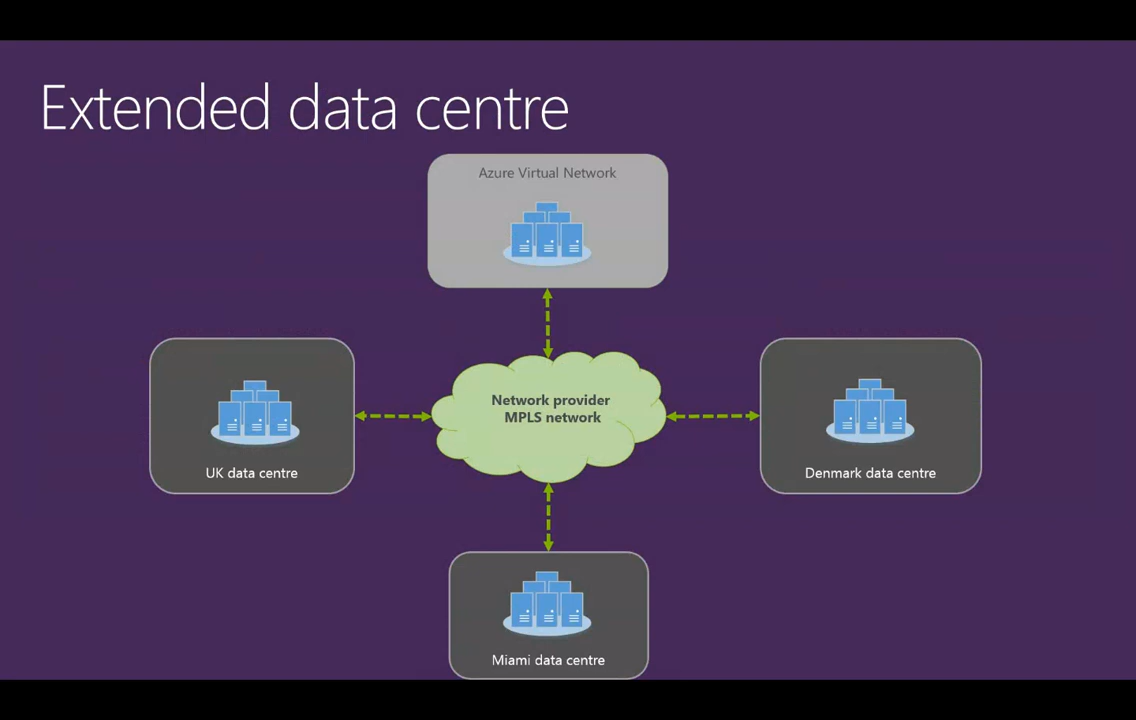 Extended data centre
Azure Virtual Network
Network provider
MPLS network
UK data centre
Denmark data centre
Miami data centre